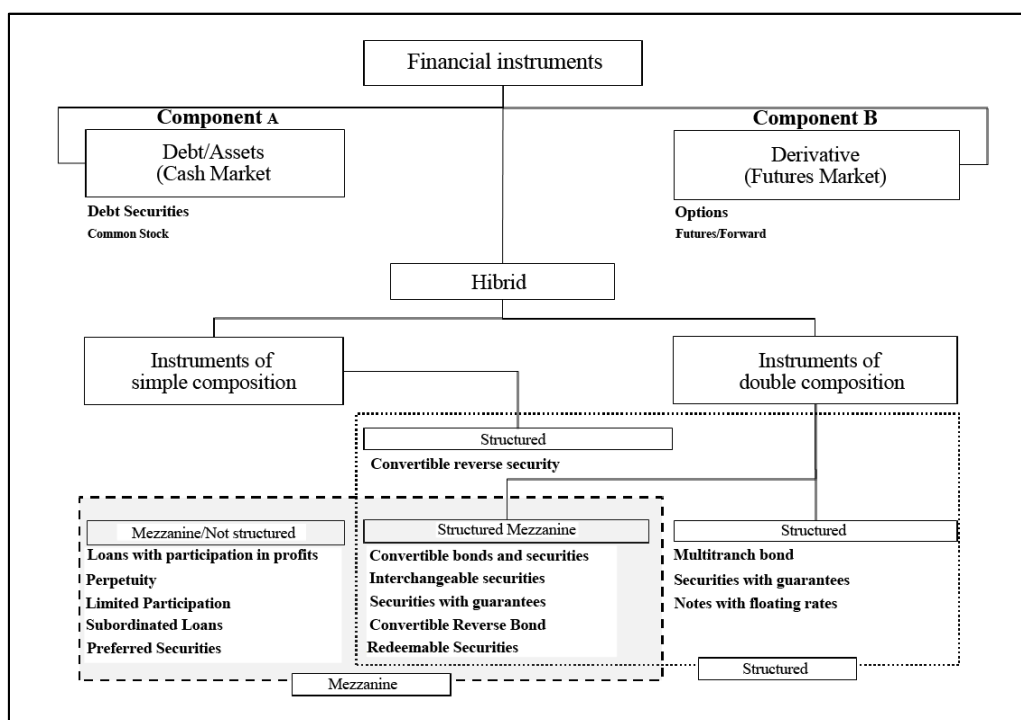 Financial instruments
Component A
Debt/Assets
(Cash Market
Debt Securities
Common Stock
Component B
Derivative
(Futures Market)
Options
Futures/Forward
Hibrid
Instruments of
simple composition
Instruments of
double composition
Structured
Convertible reverse security
Mezzanine/Not structured
Loans with participation in profits
Perpetuity
Limited Participation
Subordinated Loans
Preferred Securities
Structured Mezzanine
Convertible bonds and securities
Interchangeable securities
Securities with guarantees
Convertible Reverse Bond
Redeemable Securities
Structured
Multitranch bond
Securities with guarantees
Notes with floating rates
Mezzanine
Structured